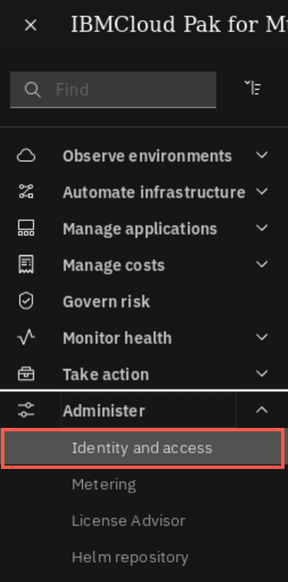 IBMCloud Pak for
Find
Observe environments
Automate infrastructure
Manage applications
Manage costs
Govern risk
Monitor health
Take action
Administer
Identity and access
Metering
License Advisor
Helm repository